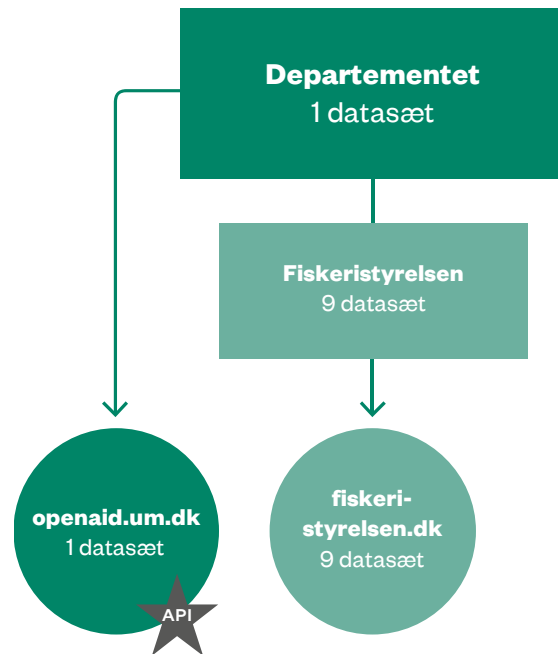 Departementet
1 datasæt
Fiskeristyrelsen
9 datasæt
openaid.um.dk
1 datasæt
API
fiskeri-
styrelsen.dk
9 datasæt